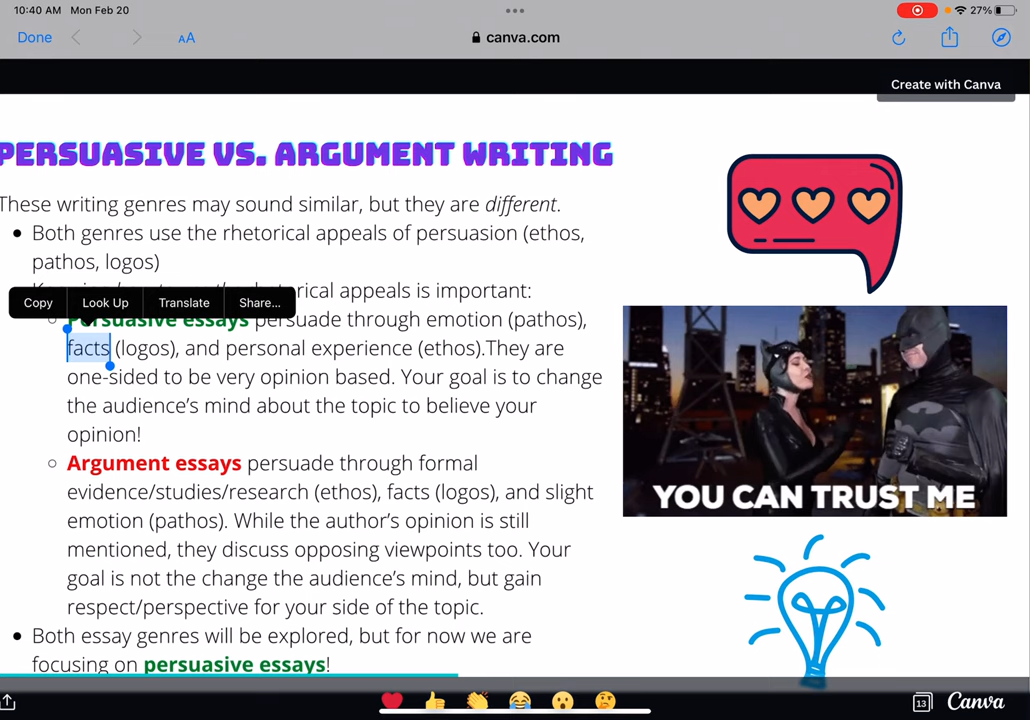 10:40 AM Mon Feb 20
27%
Done
AA
canva.com
Create with Canva
PERSUASIVE VS. ARGUMENT WRITING
These writing genres may sound similar, but they are different.
Both genres use the rhetorical appeals of persuasion (ethos,
pathos, logos)
rhetorical appeals is important:
Copy Look Up Translate Share...
Persuasive essays persuade through emotion (pathos),
facts (logos), and personal experience (ethos).They are
one-sided to be very opinion based. Your goal is to change
the audience's mind about the topic to believe your
opinion!
Argument essays persuade through formal
evidence/studies/research (ethos), facts (logos), and slight
emotion (pathos). While the author's opinion is still
mentioned, they discuss opposing viewpoints too. Your
goal is not the change the audience's mind, but gain
respect/perspective for your side of the topic.
Both essay genres will be explored, but for now we are
focusing on persuasive essays!
YOU CAN TRUST ME
13
Canva